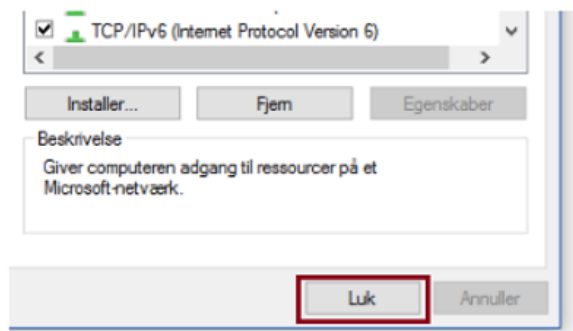 TCP/IPv6 (Internet Protocol Version 6)
Installer... Fjern Egenskaber
Beskrivelse
Giver computeren adgang til ressourcer på et
Microsoft-netværk.
Luk Annuller